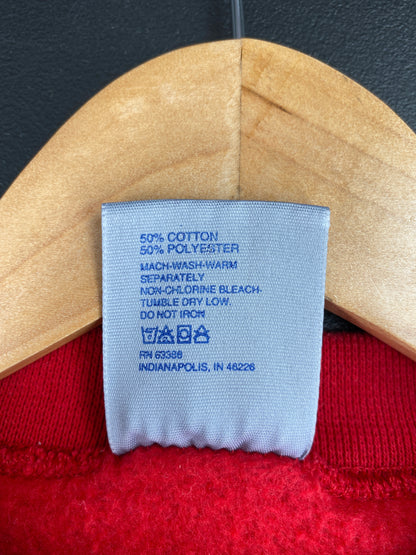 50% COTTON
50% POLYESTER
MACH-WASH-WARM
SEPARATELY
NON-CHLORINE BLEACH-
TUMBLE DRY LOW.
DO NOT IRON
RN 63386
INDIANAPOLIS, IN 46226